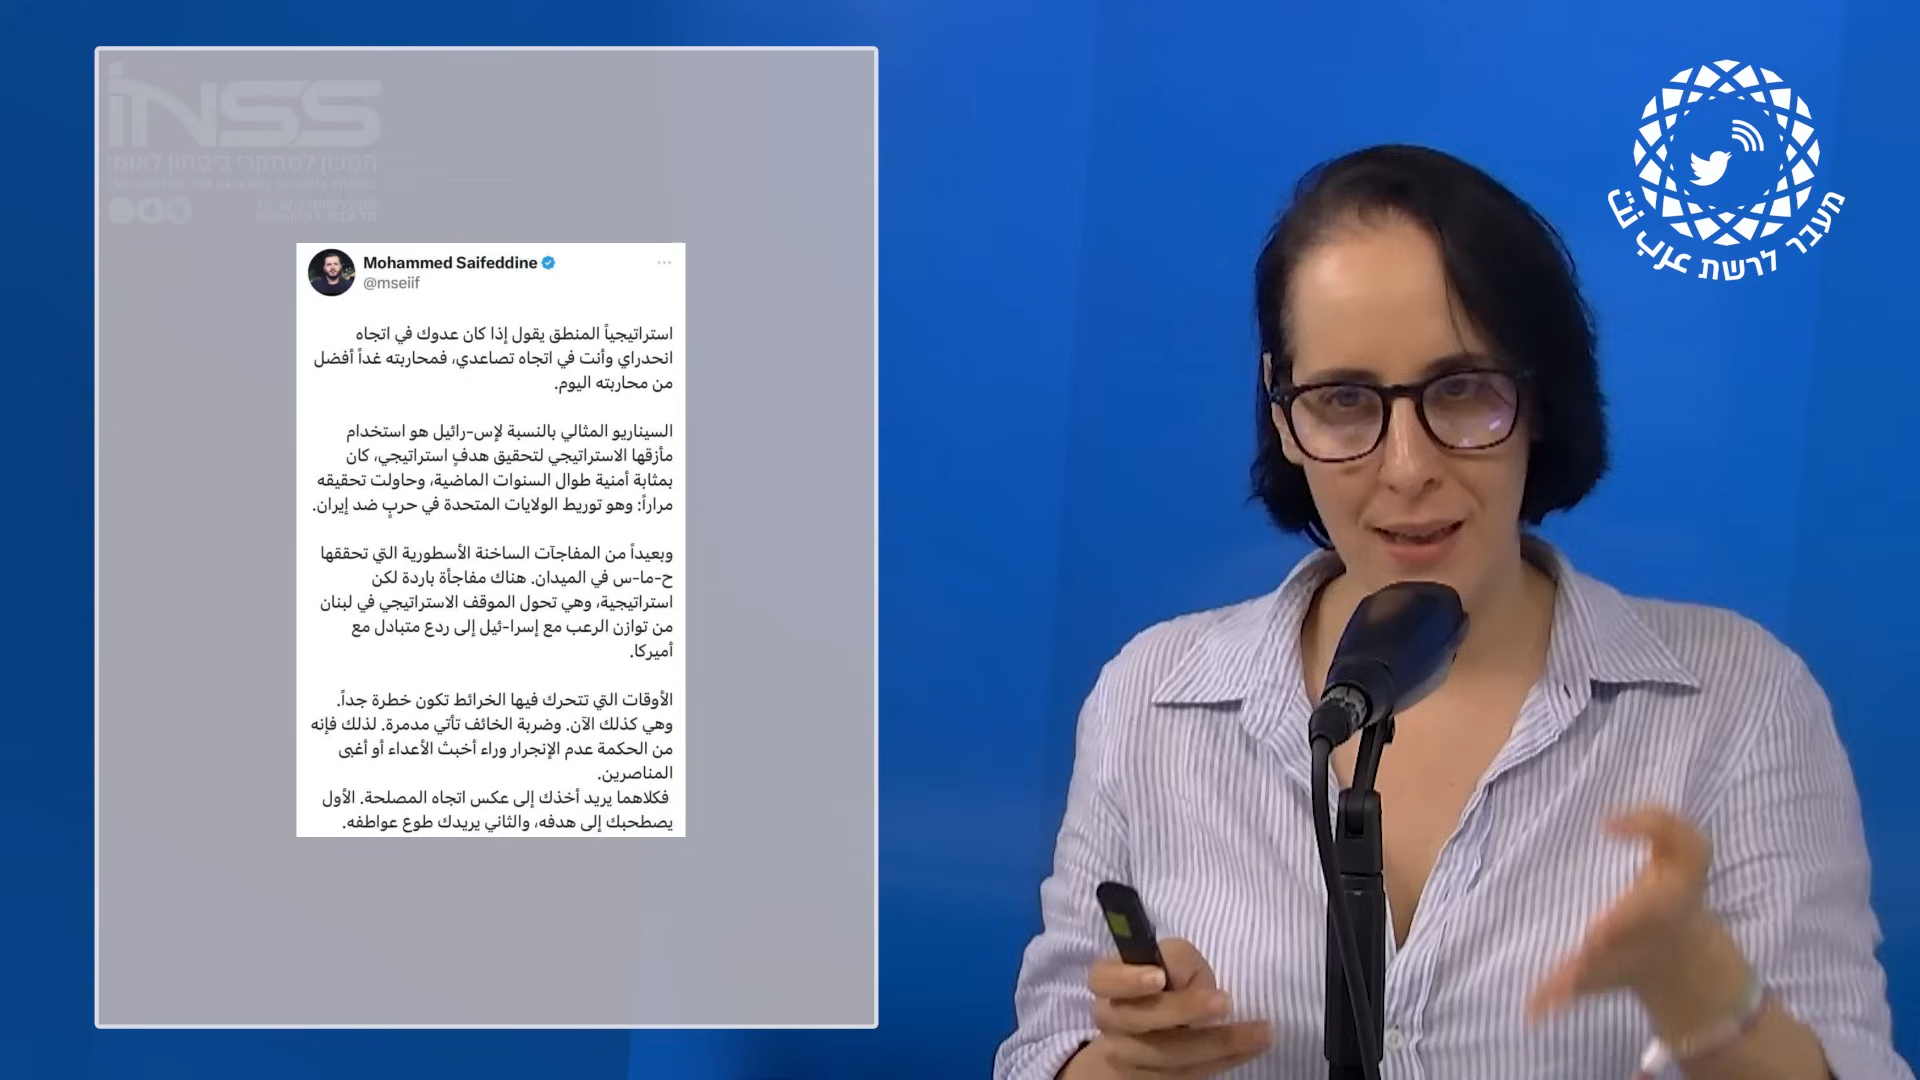 iNSS
המכון למחקרי ביטחון לאומי
Mohammed Saifeddine
@mseiif
استراتيجياً المنطق يقول إذا كان عدوك في اتجاه
انحدراي وأنت في اتجاه تصاعدي، فمحاربته غداً أفضل
من محاربته اليوم.
السيناريو المثالي بالنسبة لإس-رائيل هو استخدام
مأزقها الاستراتيجي لتحقيق هدفٍ استراتيجي، كان
بمثابة أمنية طوال السنوات الماضية، وحاولت تحقيقه
مراراً: وهو توريط الولايات المتحدة في حربٍ ضد إيران.
وبعيداً من المفاجآت الساخنة الأسطورية التي تحققها
ح-ما-س في الميدان. هناك مفاجأة باردة لكن
استراتيجية، وهي تحول الموقف الاستراتيجي في لبنان
من توازن الرعب مع إسرا-ئيل إلى ردع متبادل مع
أميركا.
الأوقات التي تتحرك فيها الخرائط تكون خطرة جداً.
وهي كذلك الآن. وضربة الخائف تأتي مدمرة. لذلك فإنه
من الحكمة عدم الإنجرار وراء أخبث الأعداء أو أغبى
المناصرين.
فكلاهما يريد أخذك إلى عكس اتجاه المصلحة. الأول
يصطحبك إلى هدفه، والثاني يريدك طوع عواطفه.
מעבר לרשת ערב נט